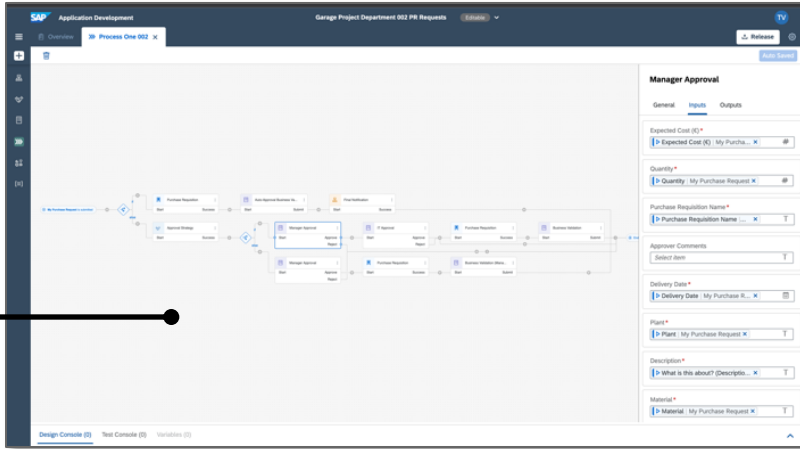 SAP Application Development
Garage Project Department 002 PR Requests
Editable
TV
Overview
Process One 002
Release
Auto Saved
Manager Approval
General Inputs Outputs
Expected Cost (€)*
Expected Cost (€) My Purcha...
Quantity*
Quantity My Purchase Request
Purchase Requisition Name*
Purchase Requisition Name ...
Approver Comments
Select item
Delivery Date*
Delivery Date My Purchase R...
Plant*
Plant My Purchase Request
Description*
What is this about? (Descriptio...
Material*
Material My Purchase Request
My Purchase Request is submitted
Purchase Requisition
Start Success
Auto Approval Business Va...
Start Submit
Final Notification
Start Success
Approval Strategy
Start Success
Manager Approval
Start Approve
Reject
IT Approval
Start Approve
Reject
Purchase Requisition
Start Success
Business Validation
Start Submit
Manager Approval
Start Approve
Reject
Purchase Requisition
Start Success
Business Validation (Manu...
Start Submit
Design Console (0) Test Console (0) Variables (0)